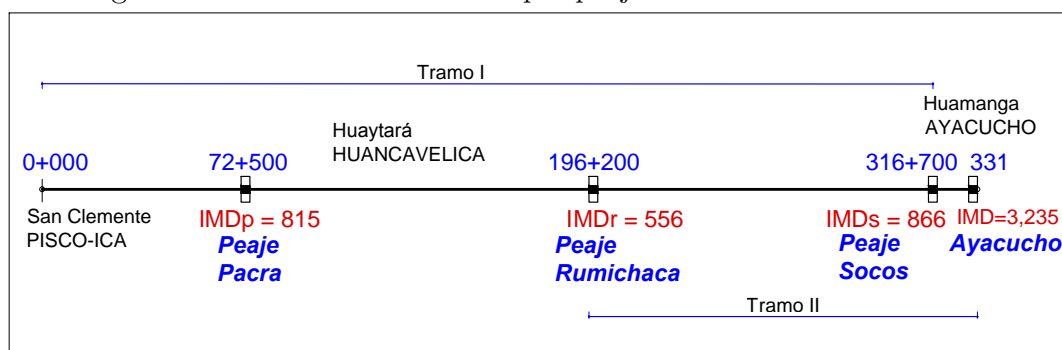 Tramo I
Huamanga
AYACUCHO
Huaytará
HUANCAVELICA
0+000 72+500 196+200 316+700 331
San Clemente
PISCO-ICA
IMDp = 815 IMDr = 556 IMDs = 866 IMD=3,235
Peaje Peaje Peaje Ayacucho
Pacra Rumichaca Socos
Tramo II